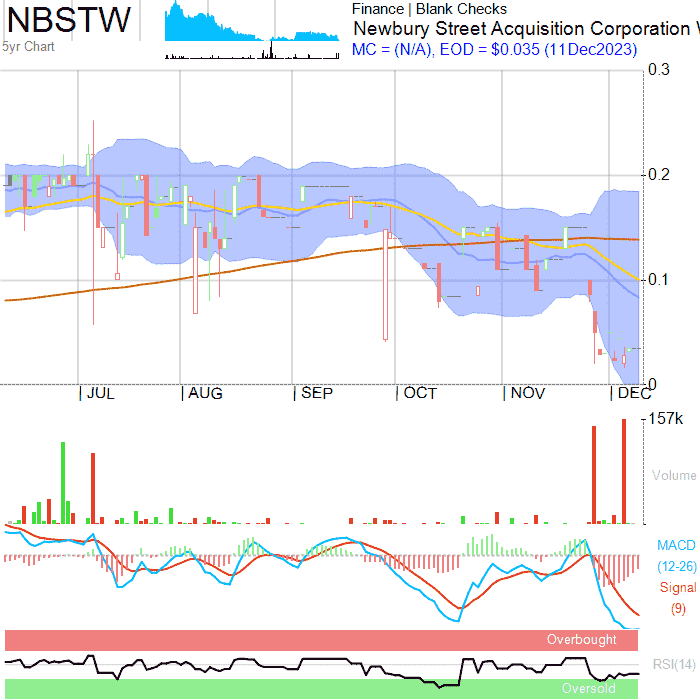 NBSTW
5yr Chart
Finance | Blank Checks
Newbury Street Acquisition Corporation
MC = (N/A), EOD = $0.035 (11Dec2023)
0.3
0.2
0.1
0
| JUL
| AUG
| SEP
| OCT
| NOV
| DEC
157k
Volume
MACD
(12-26)
Signal
(9)
Overbought
RSI(14)
Oversold